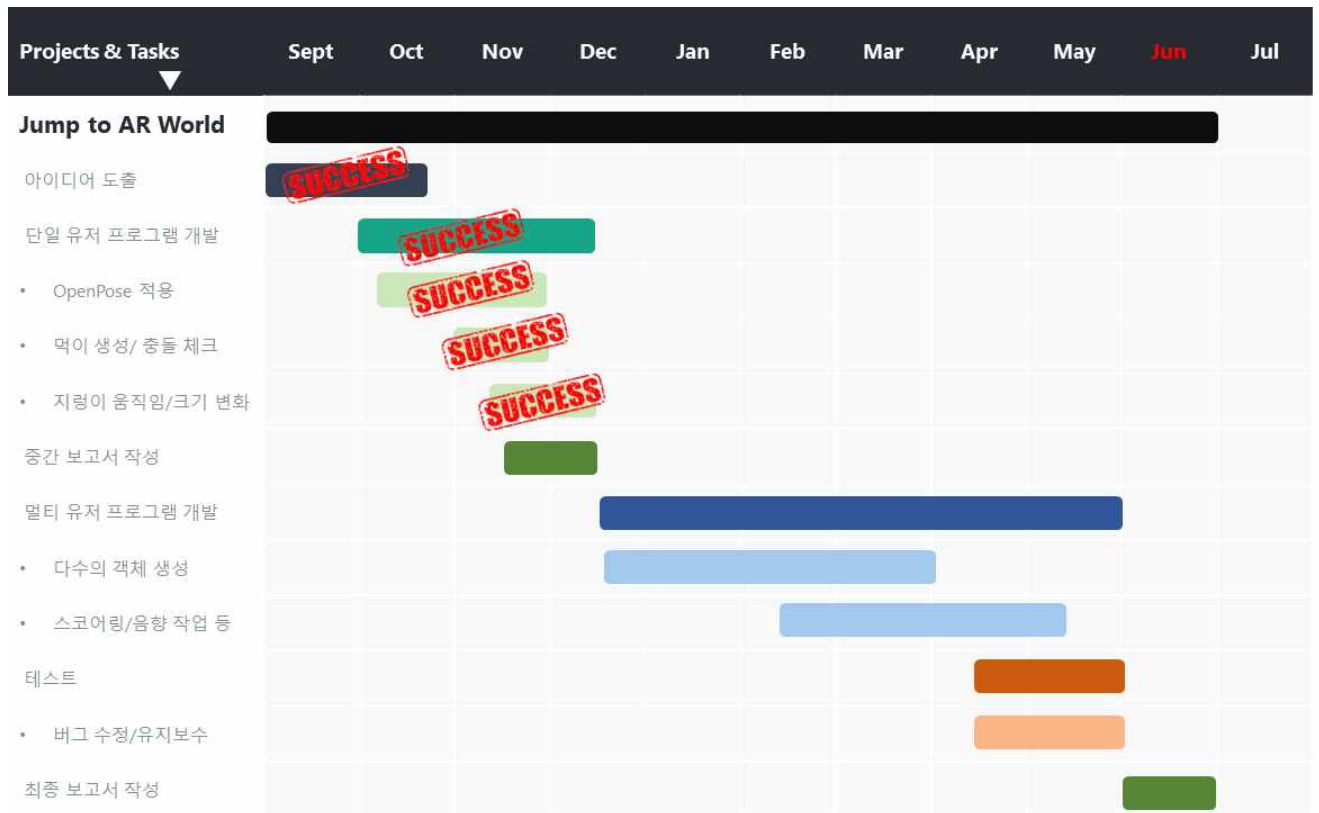 Projects & Tasks Sept Oct Nov Dec Jan Feb Mar Apr May Jun Jul
Jump to AR World
아이디어 도출 SUCCESS
단일 유저 프로그램 개발 SUCCESS
• OpenPose 적용 SUCCESS
• 먹이 생성/ 충돌 체크 SUCCESS
• 지렁이 움직임/크기 변화 SUCCESS
중간 보고서 작성
멀티 유저 프로그램 개발
• 다수의 객체 생성
• 스코어링/음향 작업 등
테스트
• 버그 수정/유지보수
최종 보고서 작성